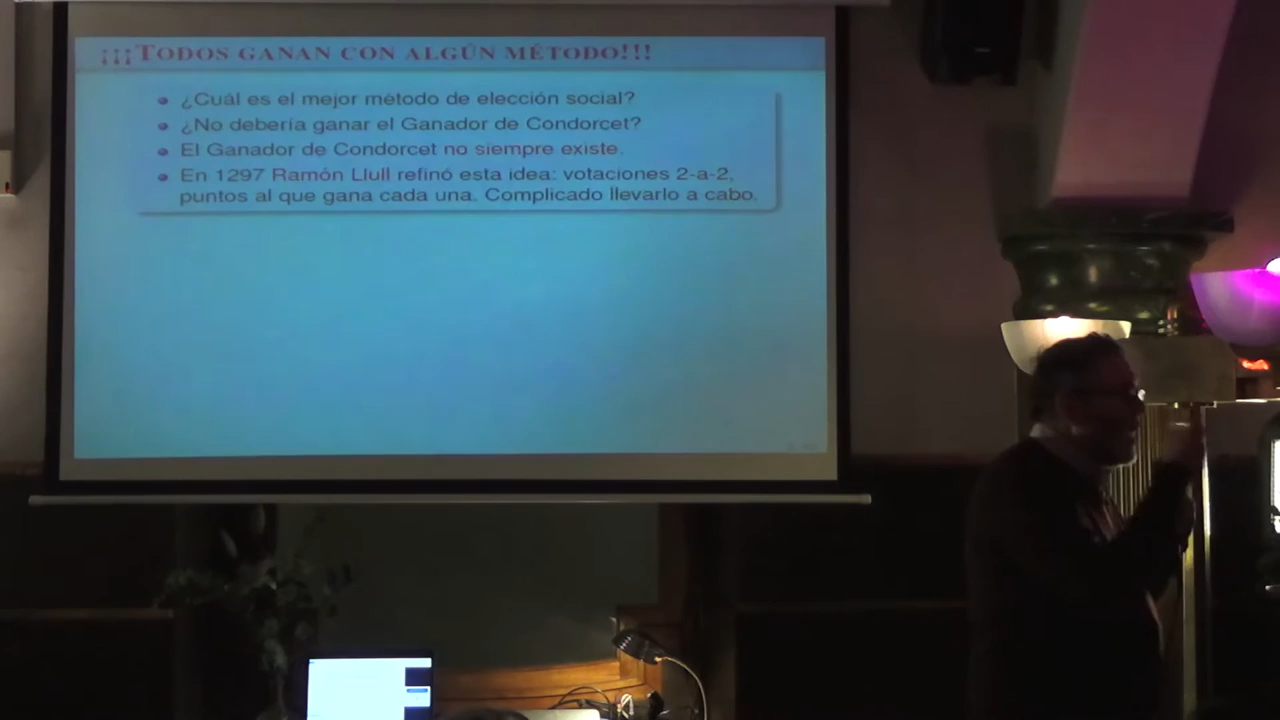 ¡¡¡TODOS GANAN CON ALGÚN MÉTODO!!!
¿Cuál es el mejor método de elección social?
¿No debería ganar el Ganador de Condorcet?
El Ganador de Condorcet no siempre existe.
En 1297 Ramón Llull refinó esta idea: votaciones 2-a-2,
puntos al que gana cada una. Complicado llevarlo a cabo.